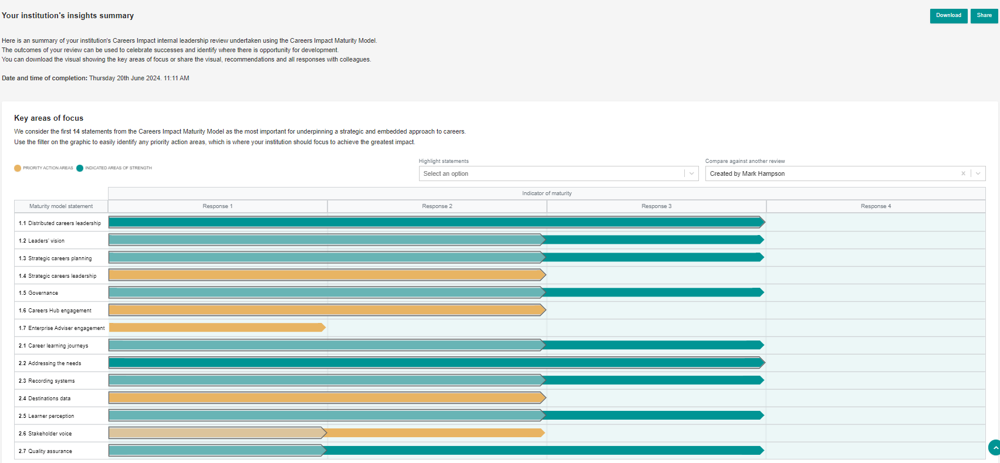 Your institution's insights summary
Download
Share
Here is an summary of your institution's Careers Impact internal leadership review undertaken using the Careers Impact Maturity Model.
The outcomes of your review can be used to celebrate successes and identify where there is opportunity for development.
You can download the visual showing the key areas of focus or share the visual, recommendations and all responses with colleagues.
Date and time of completion: Thursday 20th June 2024. 11:11 AM
Key areas of focus
We consider the first 14 statements from the Careers Impact Maturity Model as the most important for underpinning a strategic and embedded approach to careers.
Use the filter on the graphic to easily identify any priority action areas, which is where your institution should focus to achieve the greatest impact.
PRIORITY ACTION AREAS
INDICATED AREAS OF STRENGTH
Highlight statements
Select an option
Compare against another review
Created by Mark Hampson
Indicator of maturity
Maturity model statement
Response 1
Response 2
Response 3
Response 4
1.1 Distributed careers leadership
1.2 Leaders' vision
1.3 Strategic careers planning
1.4 Strategic careers leadership
1.5 Governance
1.6 Careers Hub engagement
1.7 Enterprise Adviser engagement
2.1 Career learning journeys
2.2 Addressing the needs
2.3 Recording systems
2.4 Destinations data
2.5 Learner perception
2.6 Stakeholder voice
2.7 Quality assurance